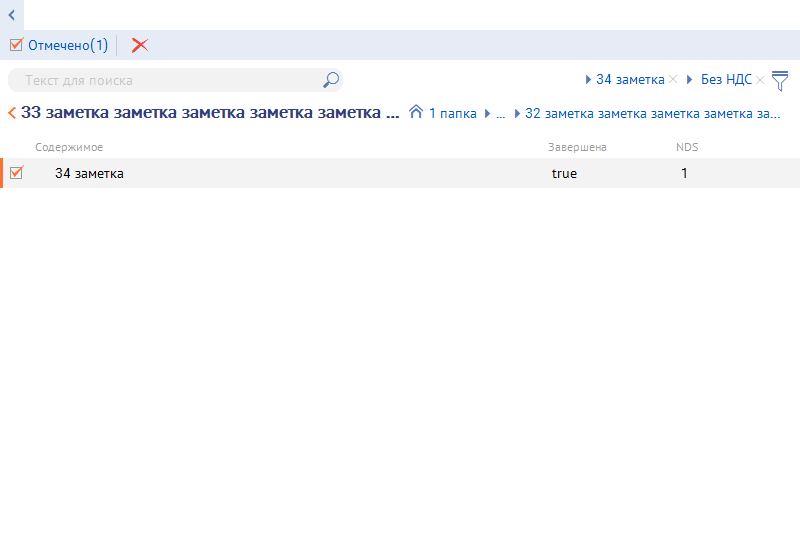 Отмечено(1)
Текст для поиска 34 заметка Без НДС
33 заметка заметка заметка заметка заметка ... 1 папка ... 32 заметка заметка заметка заметка за...
Содержимое Завершена NDS
34 заметка true 1